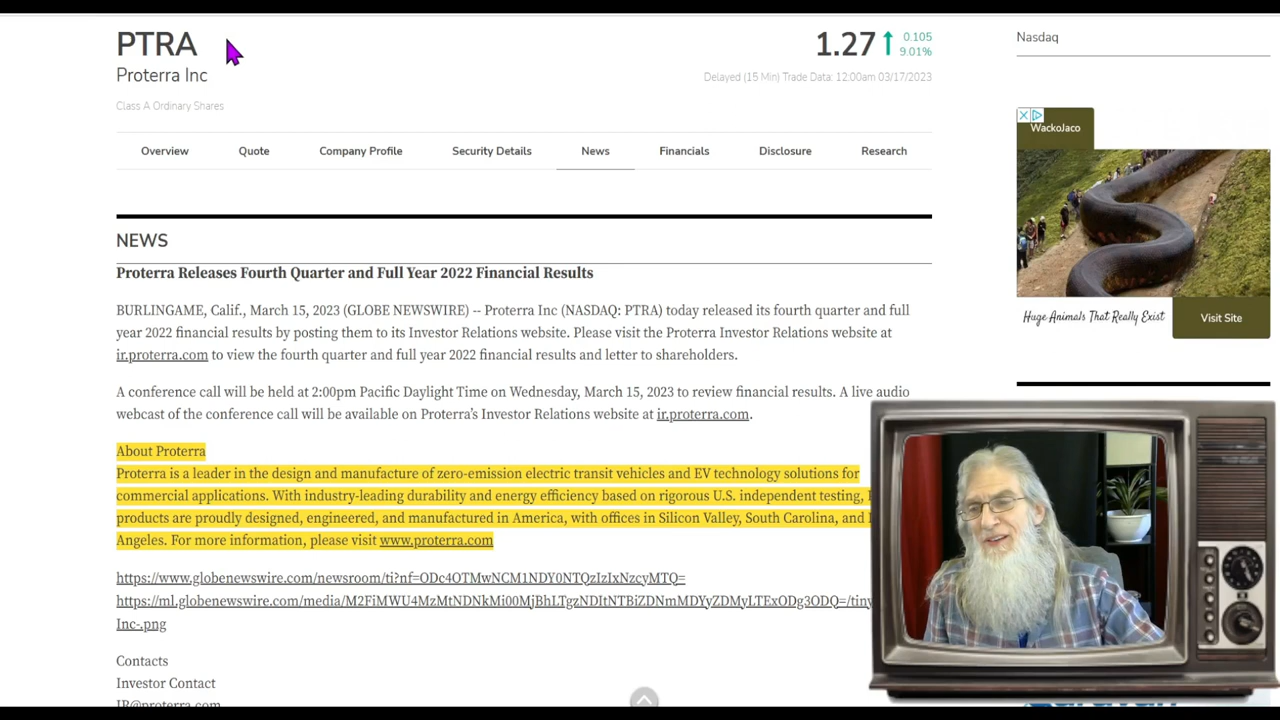 PTRA
Proterra Inc
Class A Ordinary Shares
1.27
0.105
9.01%
Delayed (15 Min) Trade Data: 12:00am 03/17/2023
Overview
Quote
Company Profile
Security Details
News
Financials
Disclosure
Research
NEWS
Proterra Releases Fourth Quarter and Full Year 2022 Financial Results
BURLINGAME, Calif., March 15, 2023 (GLOBE NEWSWIRE) -- Proterra Inc (NASDAQ: PTRA) today released its fourth quarter and full
year 2022 financial results by posting them to its Investor Relations website. Please visit the Proterra Investor Relations website at
ir.proterra.com to view the fourth quarter and full year 2022 financial results and letter to shareholders.
A conference call will be held at 2:00pm Pacific Daylight Time on Wednesday, March 15, 2023 to review financial results. A live audio
webcast of the conference call will be available on Proterra’s Investor Relations website at ir.proterra.com.
About Proterra
Proterra is a leader in the design and manufacture of zero-emission electric transit vehicles and EV technology solutions for
commercial applications. With industry-leading durability and energy efficiency based on rigorous U.S. independent testing,
products are proudly designed, engineered, and manufactured in America, with offices in Silicon Valley, South Carolina, and
Angeles. For more information, please visit www.proterra.com
https://www.globenewswire.com/newsroom/ti?nf=ODc4OTMwNCM1NDY0NTQzIzIxNzcyMTQ=
https://ml.globenewswire.com/media/M2FiMWU4MzMtNDNkMi00MjBhLTgzNDItNTBiZDNmMDYyZDMyLTExODg3ODQ=/tiny
Inc-.png
Contacts
Investor Contact
IR@proterra.com
Nasdaq
WackoJaco
Huge Animals That Really Exist
Visit Site